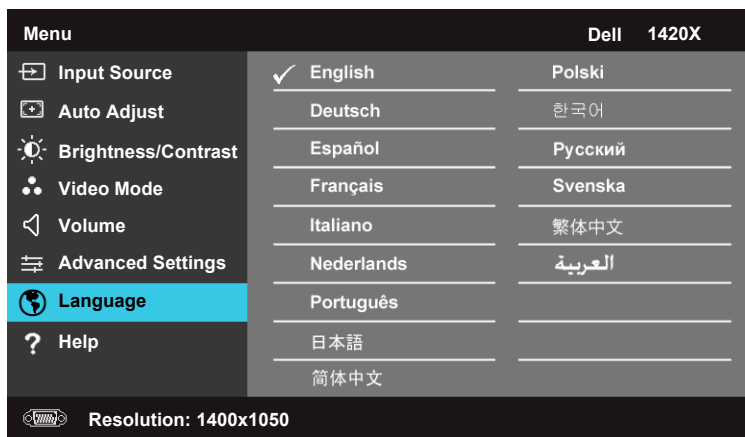 Menu
Dell 1420X
Input Source
Auto Adjust
Brightness/Contrast
Video Mode
Volume
Advanced Settings
Language
? Help
English
Deutsch
Español
Français
Italiano
Nederlands
Português
日本語
简体中文
Polski
한국어
Русский
Svenska
繁体中文
العربية
Resolution: 1400x1050